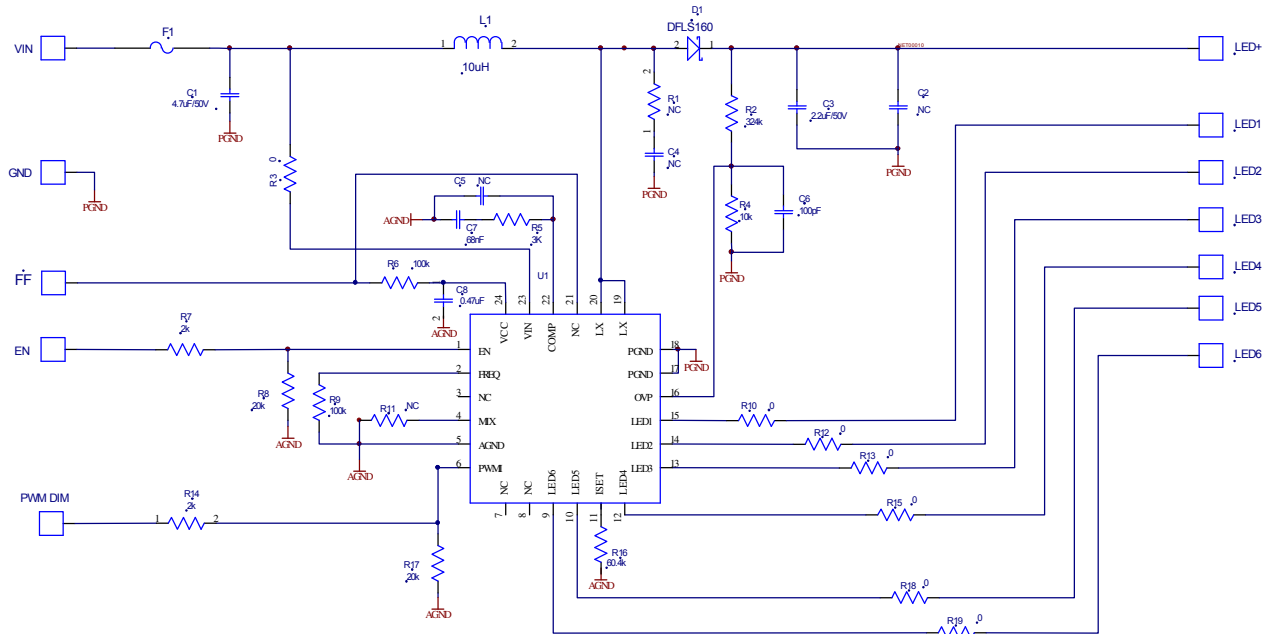 VIN
F1
L1
1
2
10uH
D1
DFLS160
2
1
NET00010
LED+
C1
4.7uF/50V
PGND
2
R1
NC
1
C4
NC
PGND
R2
324k
C3
2.2uF/50V
C2
NC
PGND
LED1
LED2
LED3
LED4
LED5
LED6
GND
PGND
R3
0
C5
NC
AGND
C7
68nF
R5
3K
R4
10k
C6
100pF
PGND
FF
R6
100k
C8
0.47uF
2
AGND
U1
24
23
22
21
20
19
VCC
VIN
COMP
NC
LX
LX
EN
R7
2k
R8
20k
AGND
R9
100k
R11
NC
AGND
1
EN
2
FREQ
3
NC
4
MIX
5
AGND
6
PWMI
PGND
18
PGND
PGND
17
OVP
16
LED1
15
LED2
14
LED3
13
R10
0
R12
0
R13
0
NC
NC
LED6
LED5
ISET
LED4
7
8
9
10
11
12
PWM DIM
1
R14
2k
2
R17
20k
AGND
R16
60.4k
AGND
R15
0
R18
0
R19
0